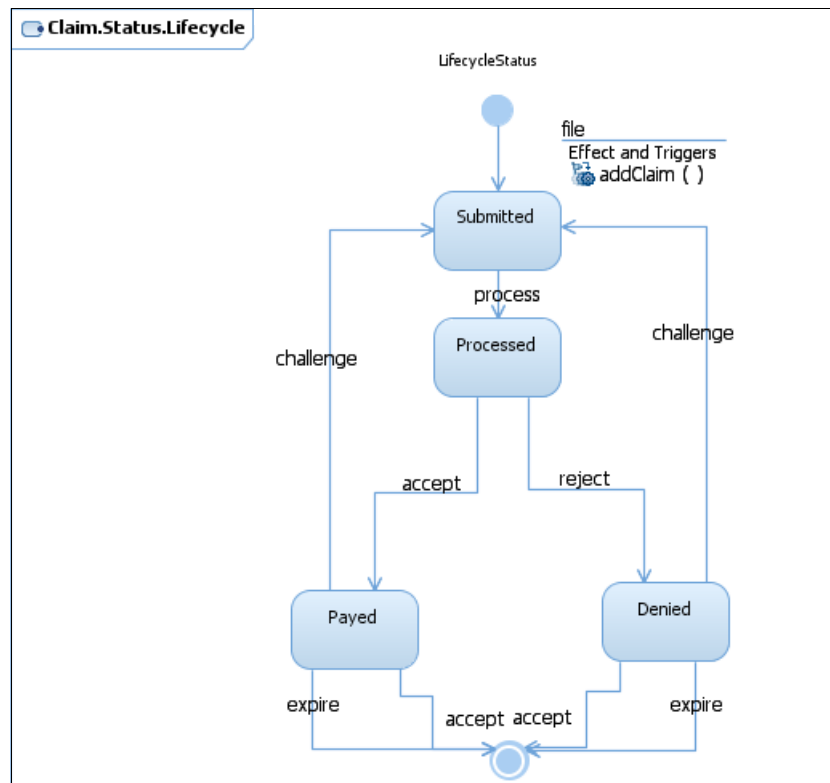 Claim.Status.Lifecycle
LifecycleStatus
file
Effect and Triggers
addClaim ( )
Submitted
process
Processed
challenge
challenge
accept
reject
Payed
Denied
expire
accept
accept
expire